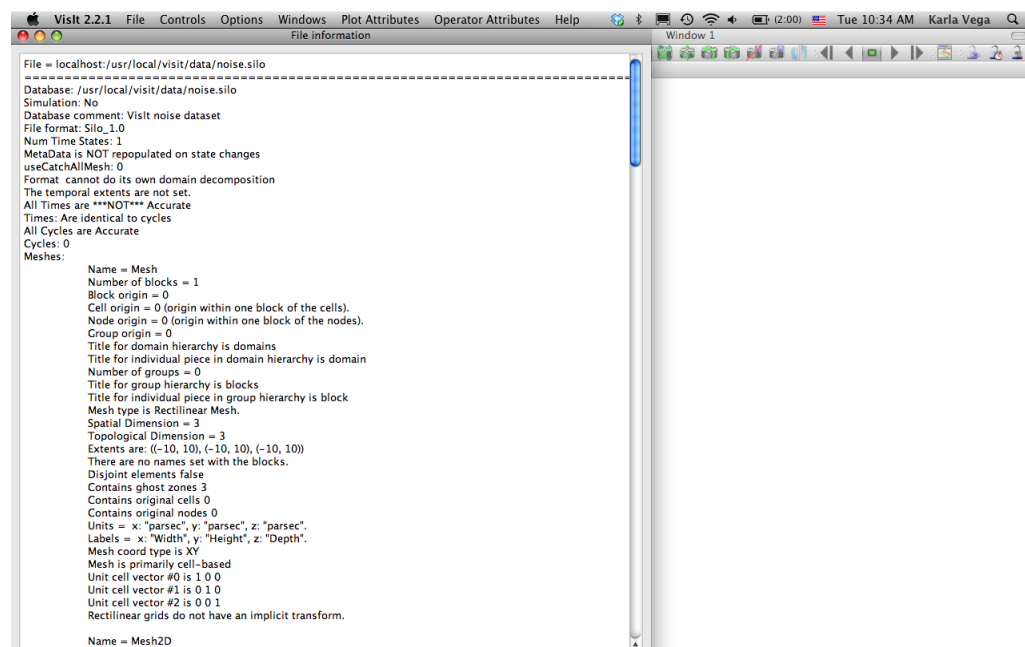 VisIt 2.2.1 File Controls Options Windows Plot Attributes Operator Attributes Help (2:00) Tue 10:34 AM Karla Vega
File information
Window 1
File = localhost:/usr/local/visit/data/noise.silo
==============================================================================
Database: /usr/local/visit/data/noise.silo
Simulation: No
Database comment: VisIt noise dataset
File format: Silo_1.0
Num Time States: 1
MetaData is NOT repopulated on state changes
useCatchAllMesh: 0
Format  cannot do its own domain decomposition
The temporal extents are not set.
All Times are ***NOT*** Accurate
Times: Are identical to cycles
All Cycles are Accurate
Cycles: 0
Meshes:
Name = Mesh
Number of blocks = 1
Block origin = 0
Cell origin = 0 (origin within one block of the cells).
Node origin = 0 (origin within one block of the nodes).
Group origin = 0
Title for domain hierarchy is domains
Title for individual piece in domain hierarchy is domain
Number of groups = 0
Title for group hierarchy is blocks
Title for individual piece in group hierarchy is block
Mesh type is Rectilinear Mesh.
Spatial Dimension = 3
Topological Dimension = 3
Extents are: ((-10, 10), (-10, 10), (-10, 10))
There are no names set with the blocks.
Disjoint elements false
Contains ghost zones 3
Contains original cells 0
Contains original nodes 0
Units =  x: "parsec", y: "parsec", z: "parsec".
Labels =  x: "Width", y: "Height", z: "Depth".
Mesh coord type is XY
Mesh is primarily cell-based
Unit cell vector #0 is 1 0 0
Unit cell vector #1 is 0 1 0
Unit cell vector #2 is 0 0 1
Rectilinear grids do not have an implicit transform.
Name = Mesh2D